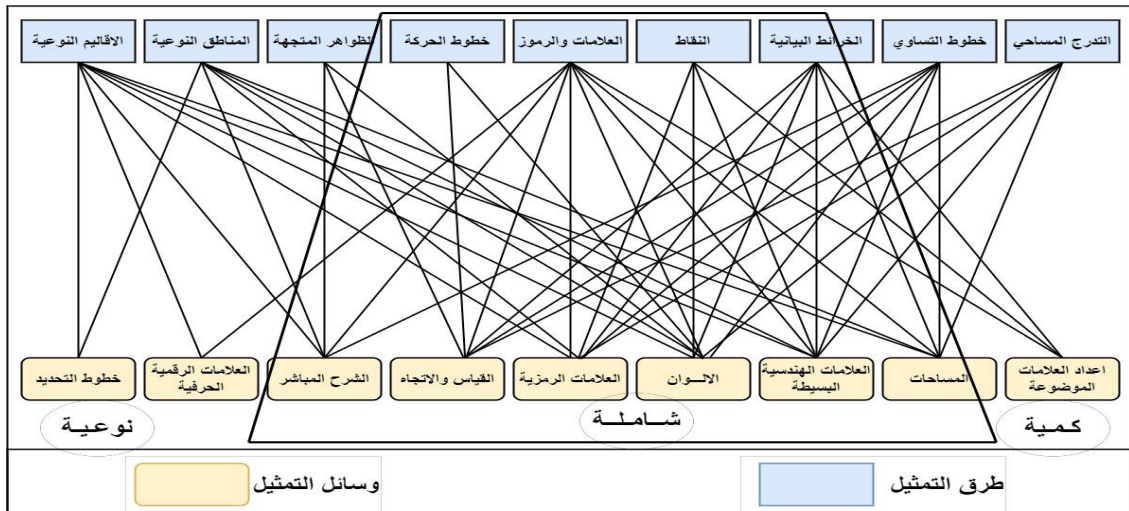 التدرج المساحي
خطوط التساوي
الخرائط البيانية
النقاط
العلامات والرموز
خطوط الحركة
الظواهر المتجهة
المناطق النوعية
الاقاليم النوعية
اعداد العلامات
الموضوعة
المساحات
العلامات الهندسية
البسيطة
الالـــوان
العلامات الرمزية
القياس والاتجاه
الشرح المباشر
العلامات الرقمية
الحرفية
خطوط التحديد
كـمـيـة
شـــامـلـــة
نـوعـيـة
طرق التمثيل
وسائل التمثيل